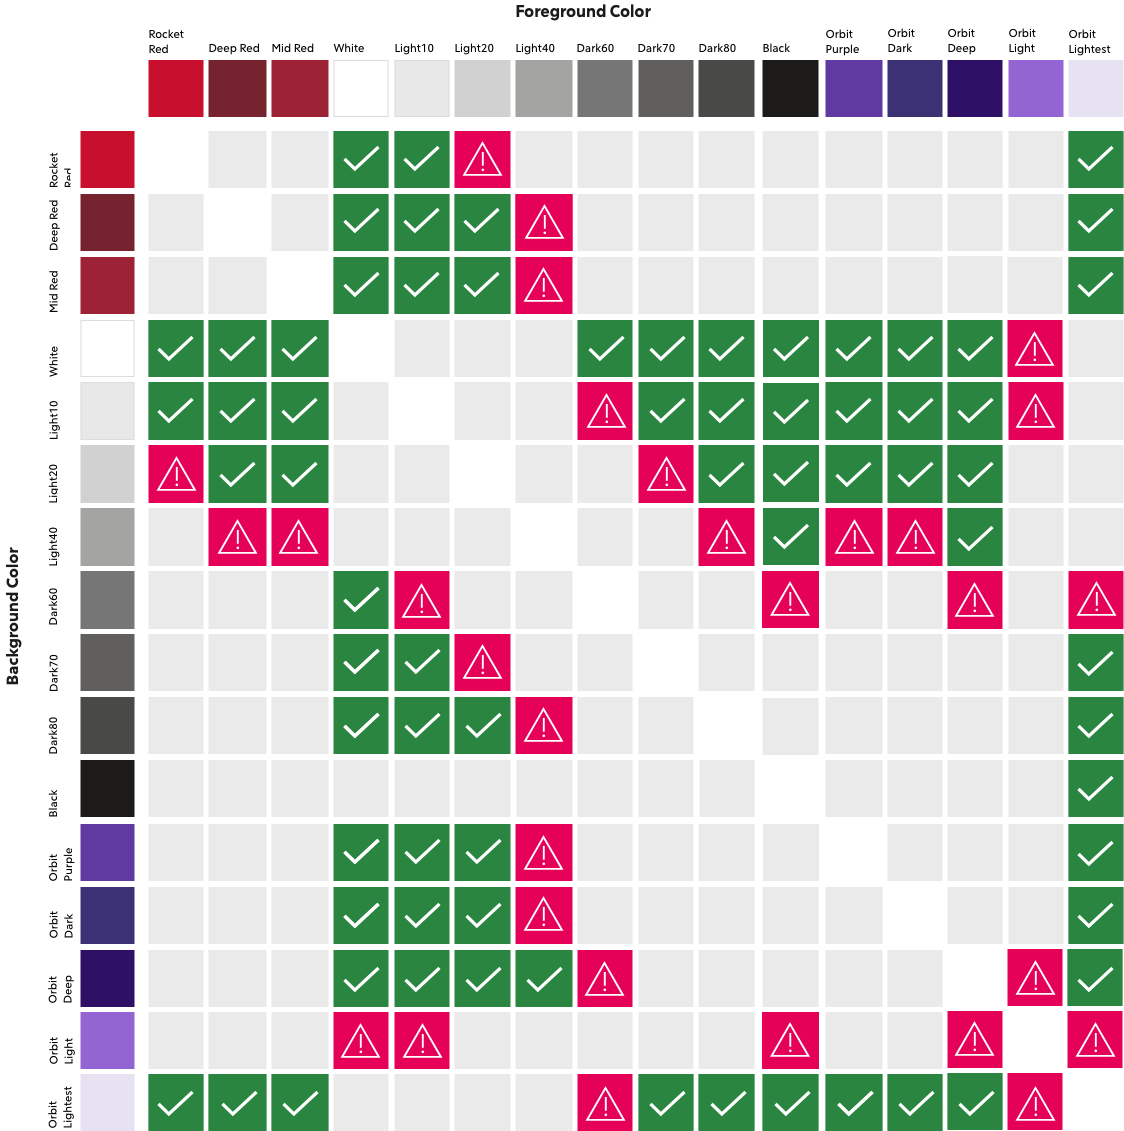 Foreground Color
Rocket
Red
Deep Red
Mid Red
White
Light10
Light20
Light40
Dark60
Dark70
Dark80
Black
Orbit
Purple
Orbit
Dark
Orbit
Deep
Orbit
Light
Orbit
Lightest
Background Color
Rocket
Red
Deep Red
Mid Red
White
Light10
Light20
Light40
Dark60
Dark70
Dark80
Black
Orbit
Purple
Orbit
Dark
Orbit
Deep
Orbit
Light
Orbit
Lightest